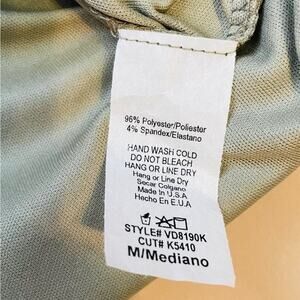 96% Polyester/Poliester
4% Spandex/Elastano
HAND WASH COLD
DO NOT BLEACH
HANG OR LINE DRY
Hang or Line Dry
Secar Colgano
Made In U.S.A
Hecho En E.U.A
STYLE# VD8190K
CUT# K5410
M/Mediano